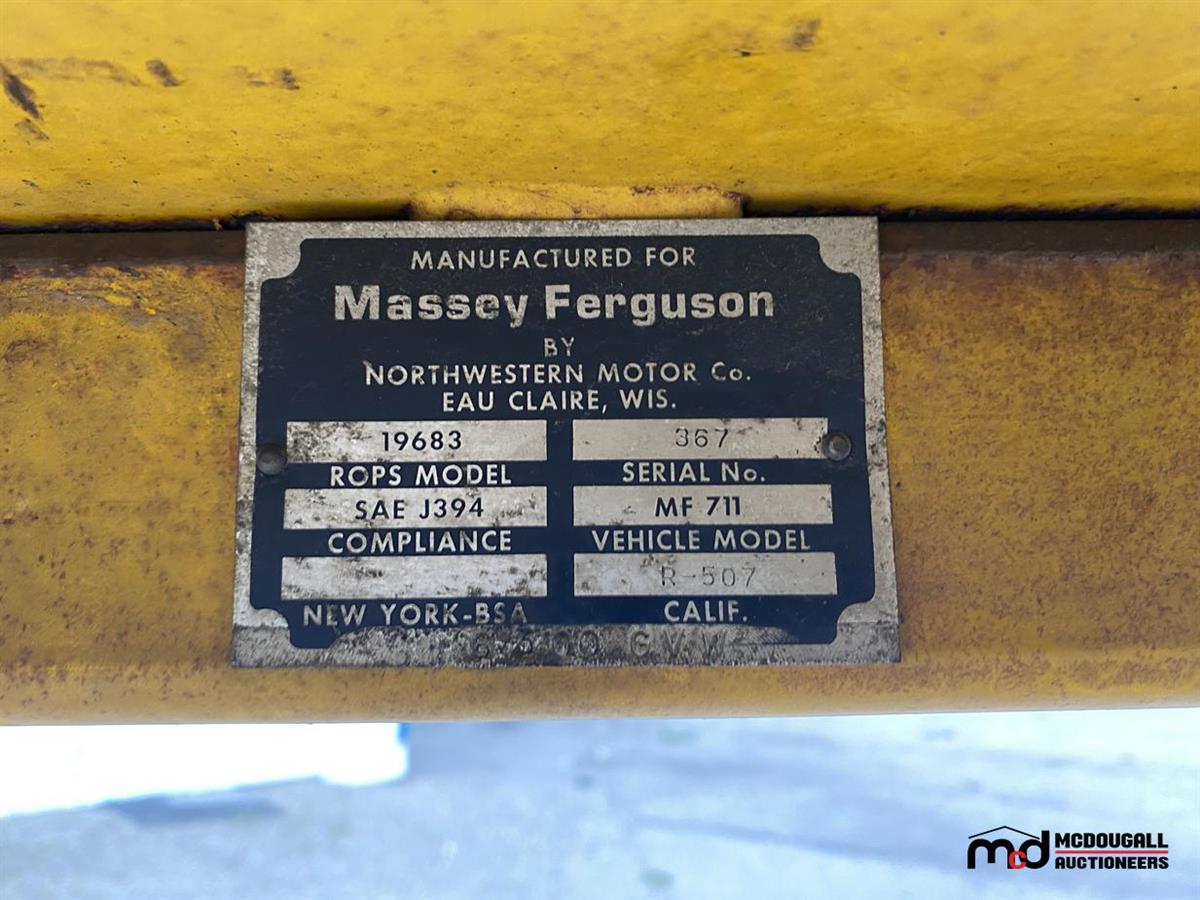 MANUFACTURED FOR
Massey Ferguson
BY
NORTHWESTERN MOTOR Co.
EAU CLAIRE, WIS.
19683 367
ROPS MODEL SERIAL No.
SAE J394 MF 711
COMPLIANCE VEHICLE MODEL
R-507
NEW YORK-BSA CALIF.
G.V.W.
mcd MCDOUGALL
AUCTIONEERS